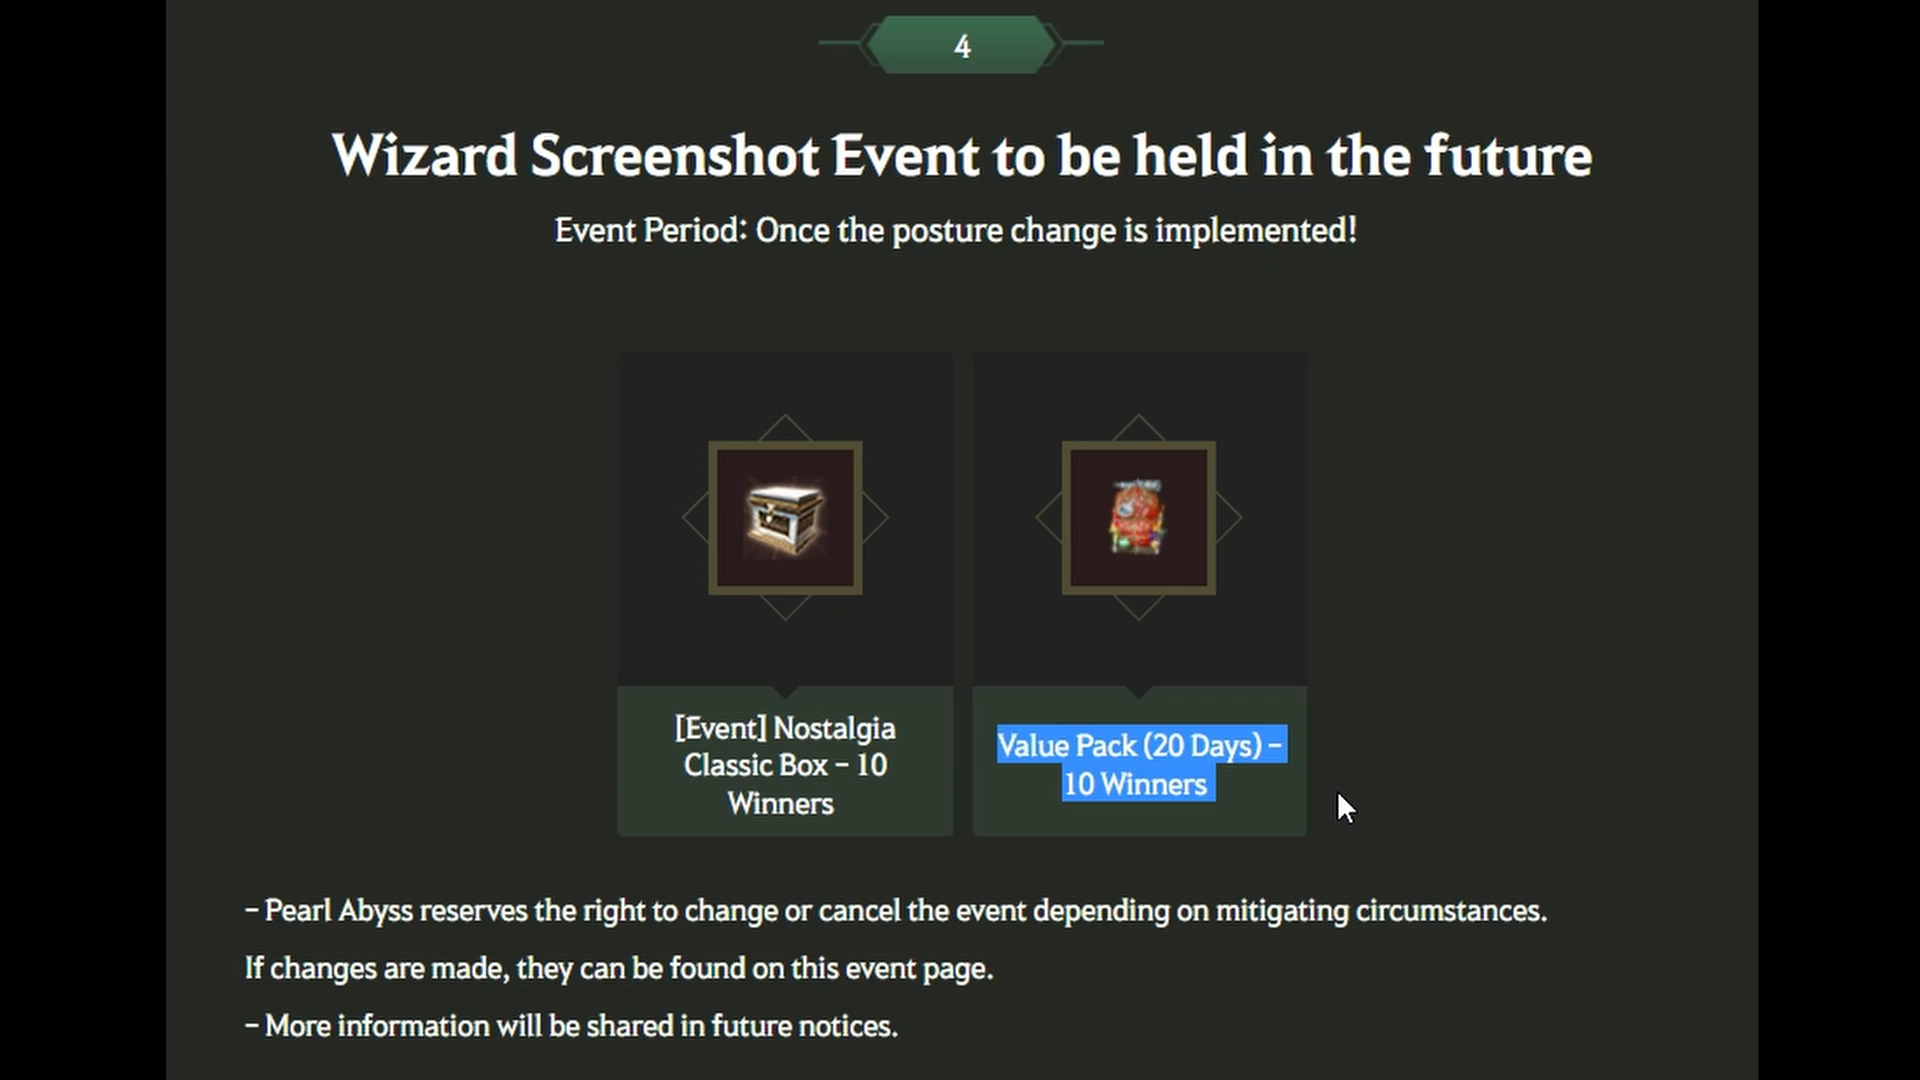 4
Wizard Screenshot Event to be held in the future
Event Period: Once the posture change is implemented!
[Event] Nostalgia
Classic Box – 10
Winners
Value Pack (20 Days) –
10 Winners
– Pearl Abyss reserves the right to change or cancel the event depending on mitigating circumstances.
If changes are made, they can be found on this event page.
– More information will be shared in future notices.